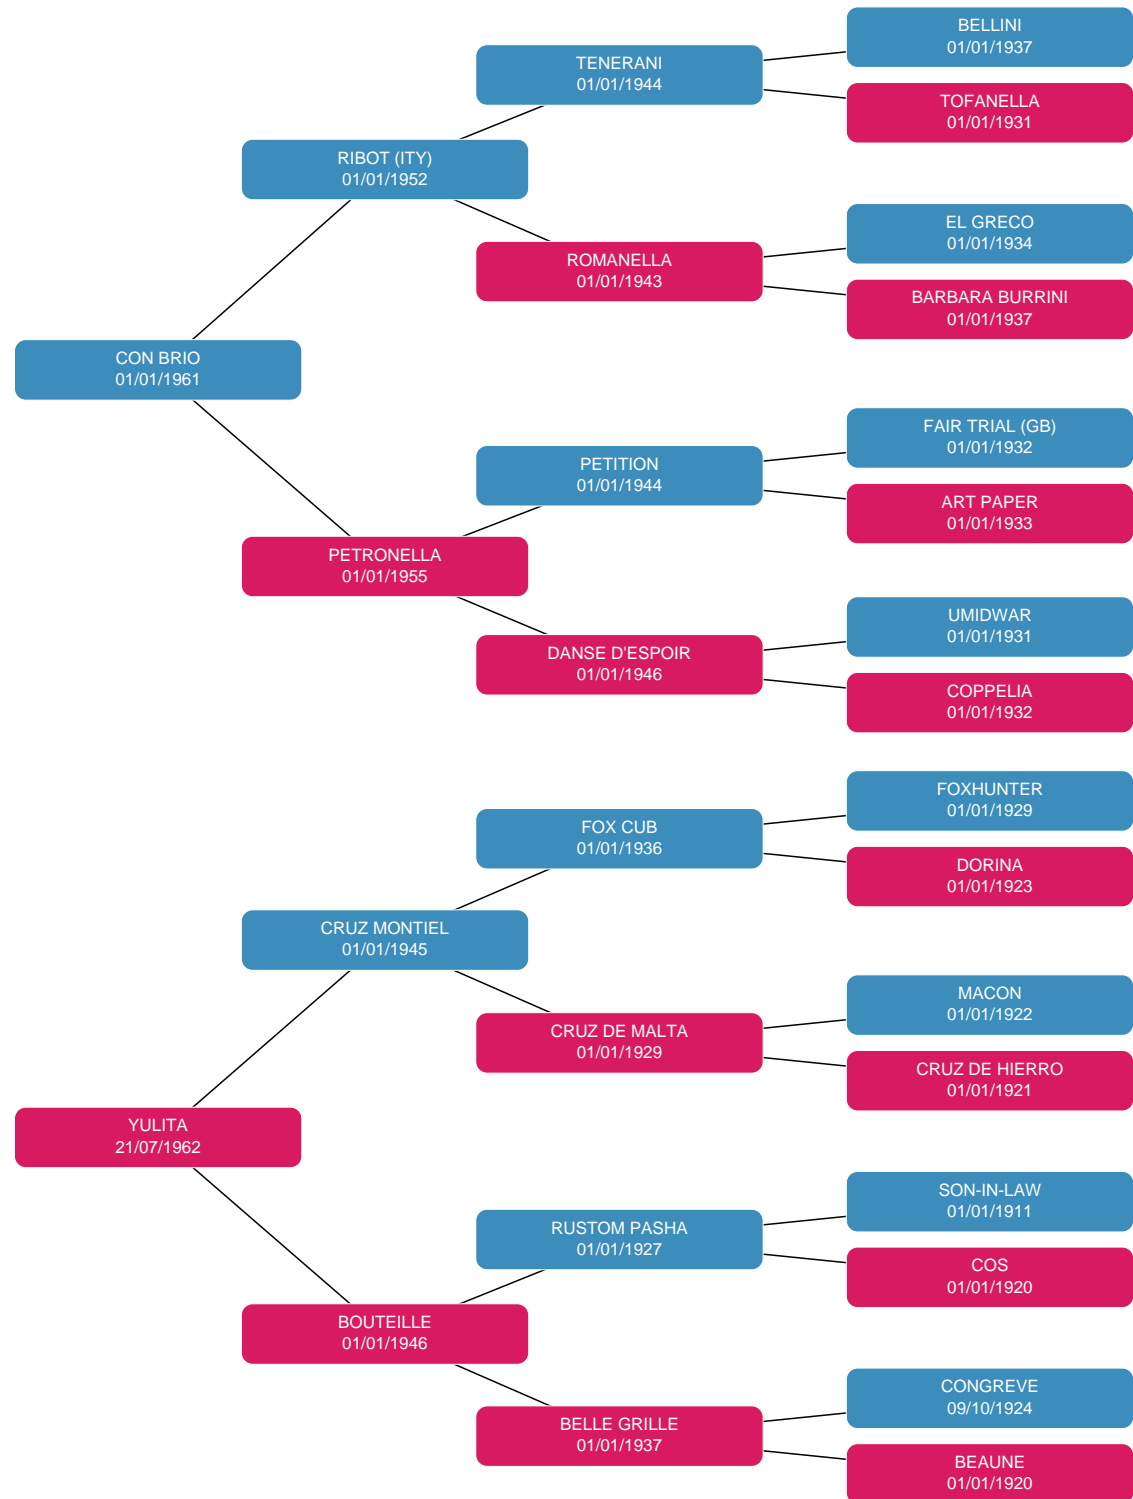 BELLINI
01/01/1937
TENERANI
01/01/1944
TOFANELLA
01/01/1931
RIBOT (ITY)
01/01/1952
EL GRECO
01/01/1934
ROMANELLA
01/01/1943
BARBARA BURRINI
01/01/1937
CON BRIO
01/01/1961
FAIR TRIAL (GB)
01/01/1932
PETITION
01/01/1944
ART PAPER
01/01/1933
PETRONELLA
01/01/1955
UMIDWAR
01/01/1931
DANSE D'ESPOIR
01/01/1946
COPPELIA
01/01/1932
FOXHUNTER
01/01/1929
FOX CUB
01/01/1936
DORINA
01/01/1923
CRUZ MONTIEL
01/01/1945
MACON
01/01/1922
CRUZ DE MALTA
01/01/1929
CRUZ DE HIERRO
01/01/1921
YULITA
21/07/1962
SON-IN-LAW
01/01/1911
RUSTOM PASHA
01/01/1927
COS
01/01/1920
BOUTEILLE
01/01/1946
CONGREVE
09/10/1924
BELLE GRILLE
01/01/1937
BEAUNE
01/01/1920